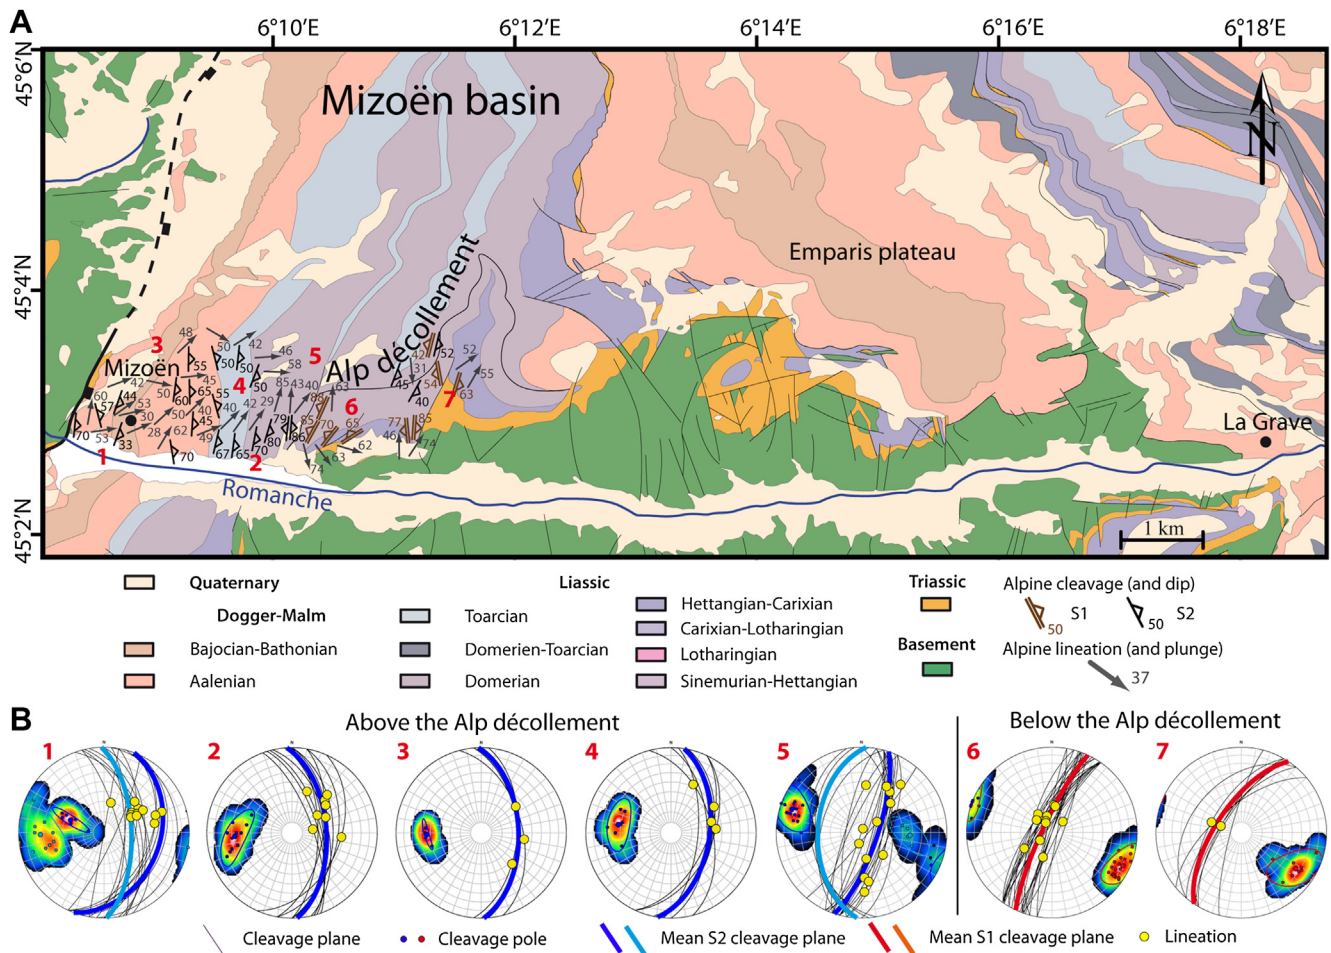 A
6°10′E 6°12′E 6°14′E 6°16′E 6°18′E
45°6′N
45°4′N
45°2′N
Mizoën basin
N
Emparis plateau
Alp décollement
Mizoën
La Grave
Romanche
1 km
1
2
3
4
5
6
7
Quaternary
Dogger-Malm
Bajocian-Bathonian
Aalenian
Liassic
Toarcian
Domerien-Toarcian
Domerian
Hettangian-Carixian
Carixian-Lotharingian
Lotharingian
Sinemurian-Hettangian
Triassic
Basement
Alpine cleavage (and dip)
50 S1 50 S2
Alpine lineation (and plunge)
37
B
Above the Alp décollement
Below the Alp décollement
1 2 3 4 5 6 7
Cleavage plane
Cleavage pole
Mean S2 cleavage plane
Mean S1 cleavage plane
Lineation